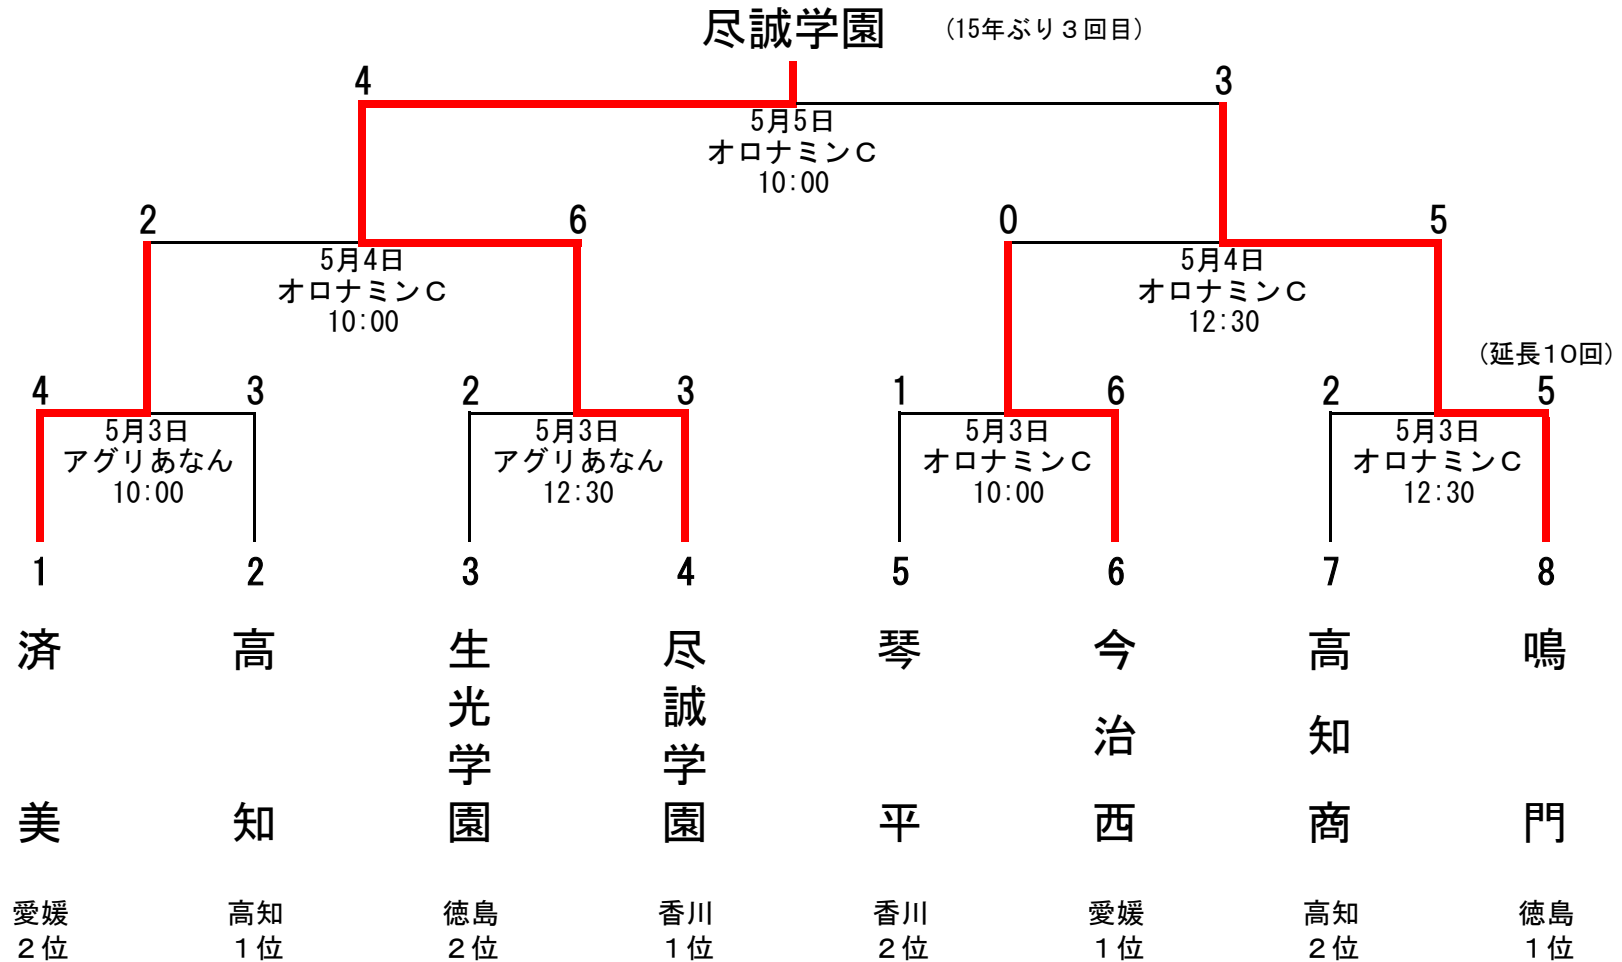 尽誠学園 (15年ぶり３回目)
4 3
5月5日
オロナミンＣ
10:00
2 6 0 5
5月4日 5月4日
オロナミンＣ オロナミンＣ
10:00 12:30
(延長１０回)
4 3 2 3 1 6 2 5
5月3日 5月3日 5月3日 5月3日
アグリあなん アグリあなん オロナミンＣ オロナミンＣ
10:00 12:30 10:00 12:30
1 2 3 4 5 6 7 8
済美
高知
生光学園
尽誠学園
琴平
今治西
高知商
鳴門
愛媛 高知 徳島 香川 香川 愛媛 高知 徳島
２位 １位 ２位 １位 ２位 １位 ２位 １位